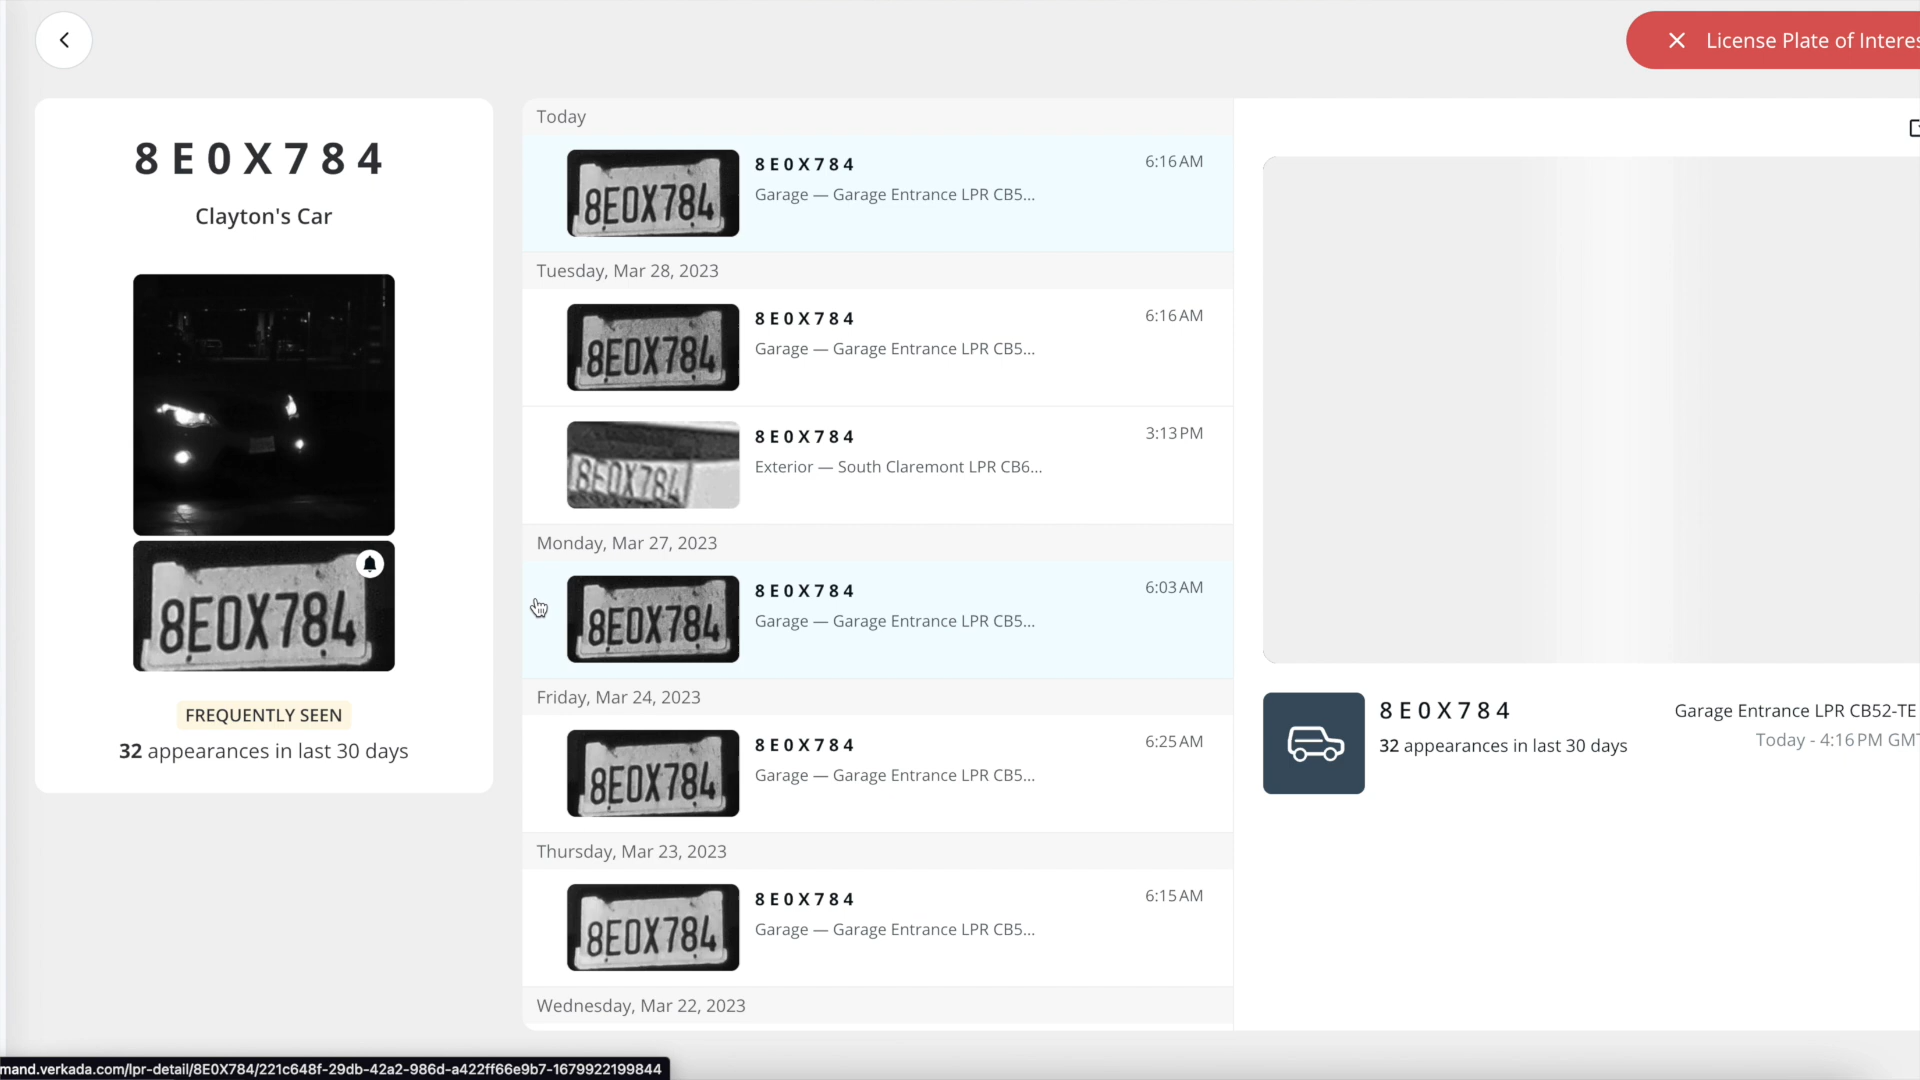 License Plate of Interes
8E0X784
Clayton's Car
8E0X784
FREQUENTLY SEEN
32 appearances in last 30 days
Today
8E0X784
8E0X784
6:16 AM
Garage — Garage Entrance LPR CB5...
Tuesday, Mar 28, 2023
8E0X784
8E0X784
6:16 AM
Garage — Garage Entrance LPR CB5...
8E0X784
8E0X784
3:13 PM
Exterior — South Claremont LPR CB6...
Monday, Mar 27, 2023
8E0X784
8E0X784
6:03 AM
Garage — Garage Entrance LPR CB5...
Friday, Mar 24, 2023
8E0X784
8E0X784
6:25 AM
Garage — Garage Entrance LPR CB5...
Thursday, Mar 23, 2023
8E0X784
8E0X784
6:15 AM
Garage — Garage Entrance LPR CB5...
Wednesday, Mar 22, 2023
8E0X784
32 appearances in last 30 days
Garage Entrance LPR CB52-TE
Today - 4:16 PM GMT
mand.verkada.com/lpr-detail/8E0X784/221c648f-29db-42a2-986d-a422ff66e9b7-1679922199844